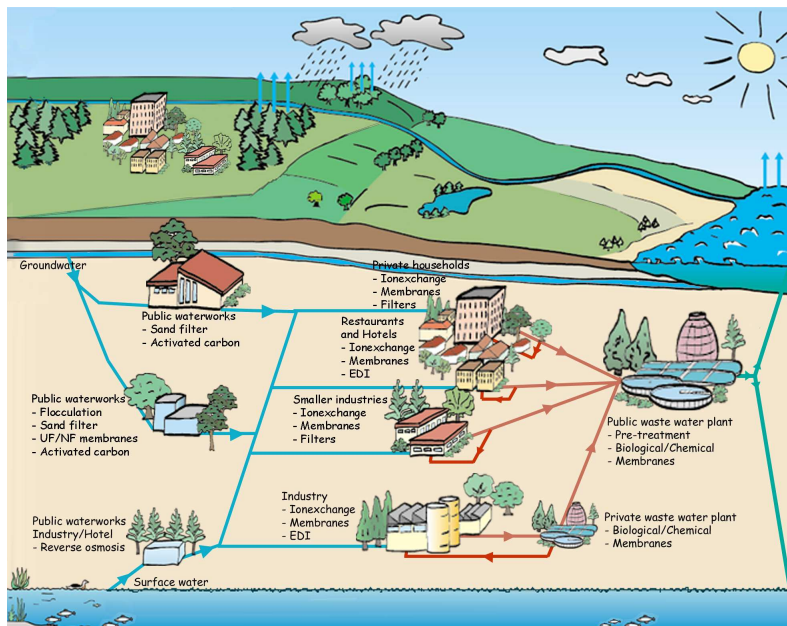 Groundwater
Public waterworks
- Sand filter
- Activated carbon
Private households
- Ionexchange
- Membranes
- Filters
Restaurants
and Hotels
- Ionexchange
- Membranes
- EDI
Public waterworks
- Flocculation
- Sand filter
- UF/NF membranes
- Activated carbon
Smaller industries
- Ionexchange
- Membranes
- Filters
Public waste water plant
- Pre-treatment
- Biological/Chemical
- Membranes
Public waterworks
Industry/Hotel
- Reverse osmosis
Industry
- Ionexchange
- Membranes
- EDI
Private waste water plant
- Biological/Chemical
- Membranes
Surface water